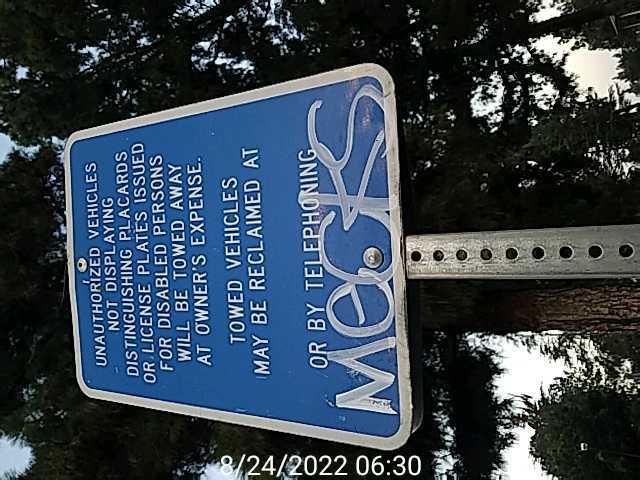 UNAUTHORIZED VEHICLES
NOT DISPLAYING
DISTINGUISHING PLACARDS
OR LICENSE PLATES ISSUED
FOR DISABLED PERSONS
WILL BE TOWED AWAY
AT OWNER'S EXPENSE.
TOWED VEHICLES
MAY BE RECLAIMED AT
OR BY TELEPHONING
8/24/2022 06:30